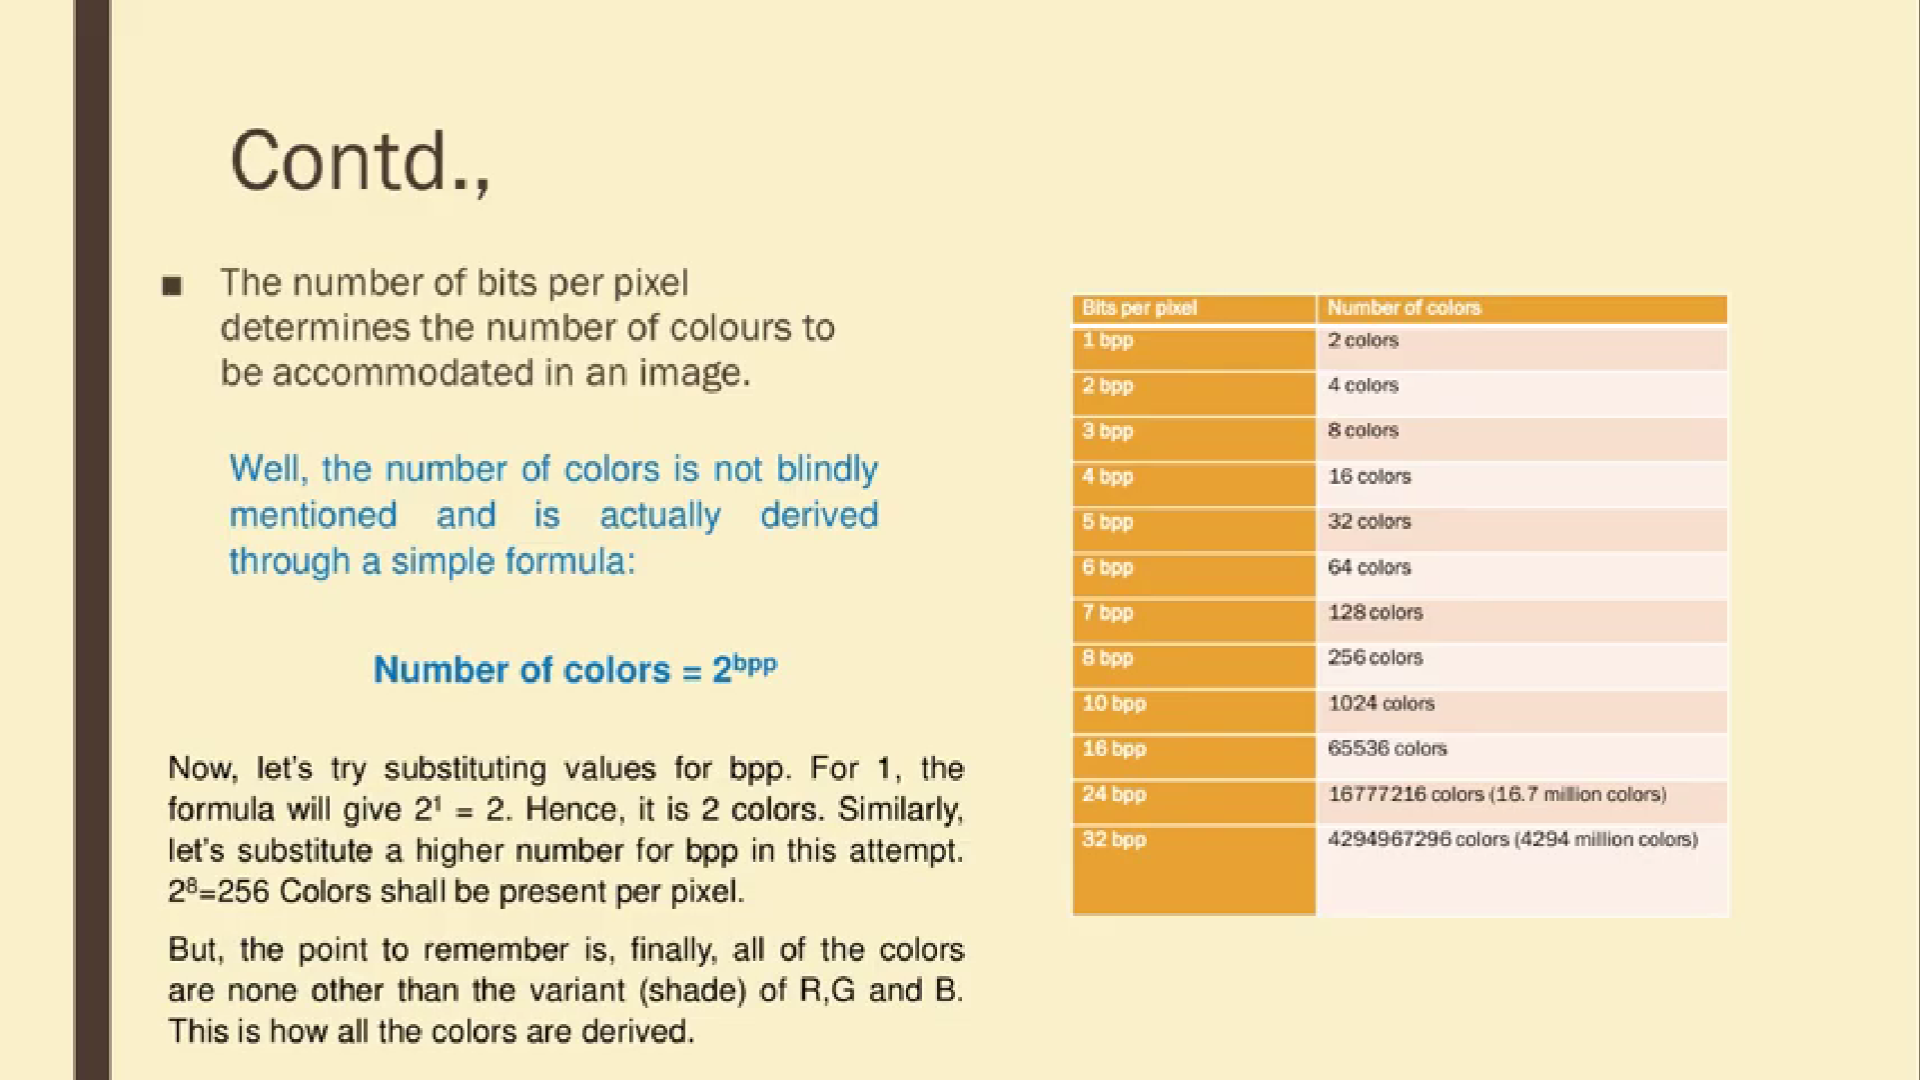 Contd.,
■ The number of bits per pixel
determines the number of colours to
be accommodated in an image.
Well, the number of colors is not blindly
mentioned and is actually derived
through a simple formula:
Number of colors = 2^bpp
Now, let's try substituting values for bpp. For 1, the
formula will give 2¹ = 2. Hence, it is 2 colors. Similarly,
let's substitute a higher number for bpp in this attempt.
2⁸=256 Colors shall be present per pixel.
But, the point to remember is, finally, all of the colors
are none other than the variant (shade) of R,G and B.
This is how all the colors are derived.
Bits per pixel Number of colors
1 bpp 2 colors
2 bpp 4 colors
3 bpp 8 colors
4 bpp 16 colors
5 bpp 32 colors
6 bpp 64 colors
7 bpp 128 colors
8 bpp 256 colors
10 bpp 1024 colors
16 bpp 65536 colors
24 bpp 16777216 colors (16.7 million colors)
32 bpp 4294967296 colors (4294 million colors)